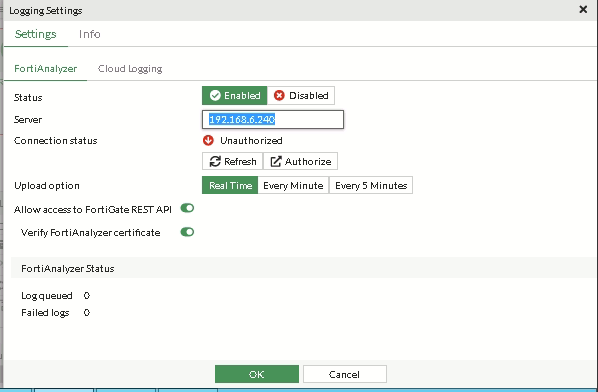 Logging Settings
Settings Info
FortiAnalyzer Cloud Logging
Status Enabled Disabled
Server 192.168.6.240
Connection status Unauthorized
Refresh Authorize
Upload option Real Time Every Minute Every 5 Minutes
Allow access to FortiGate REST API
Verify FortiAnalyzer certificate
FortiAnalyzer Status
Log queued 0
Failed logs 0
OK Cancel